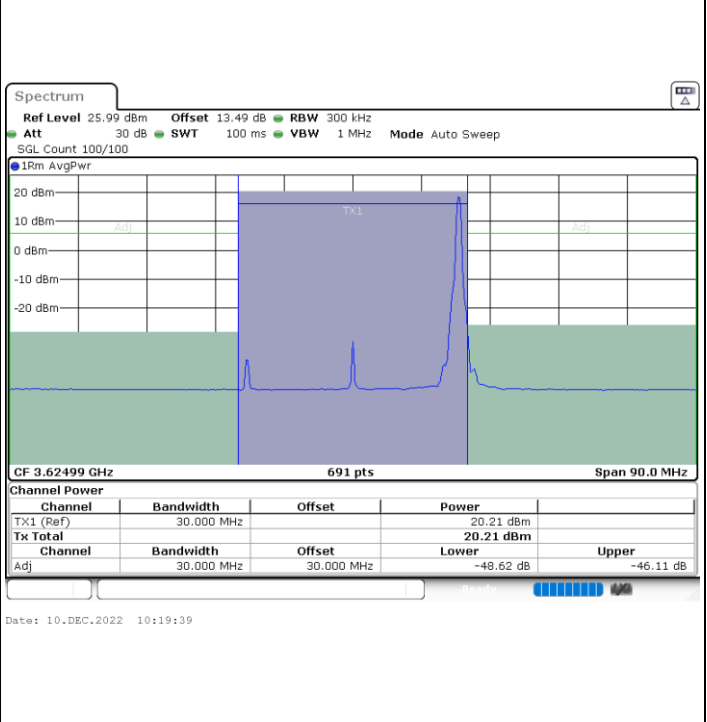 Spectrum
Ref Level 25.99 dBm Offset 13.49 dB RBW 300 kHz
Att 30 dB SWT 100 ms VBW 1 MHz Mode Auto Sweep
SGL Count 100/100
1Rm AvgPwr
20 dBm
TX1
10 dBm
Adj Adj
0 dBm
-10 dBm
-20 dBm
CF 3.62499 GHz 691 pts Span 90.0 MHz
Channel Power
Channel Bandwidth Offset Power
TX1 (Ref) 30.000 MHz 20.21 dBm
Tx Total 20.21 dBm
Channel Bandwidth Offset Lower Upper
Adj 30.000 MHz 30.000 MHz -48.62 dB -46.11 dB
Ready
Date: 10.DEC.2022 10:19:39